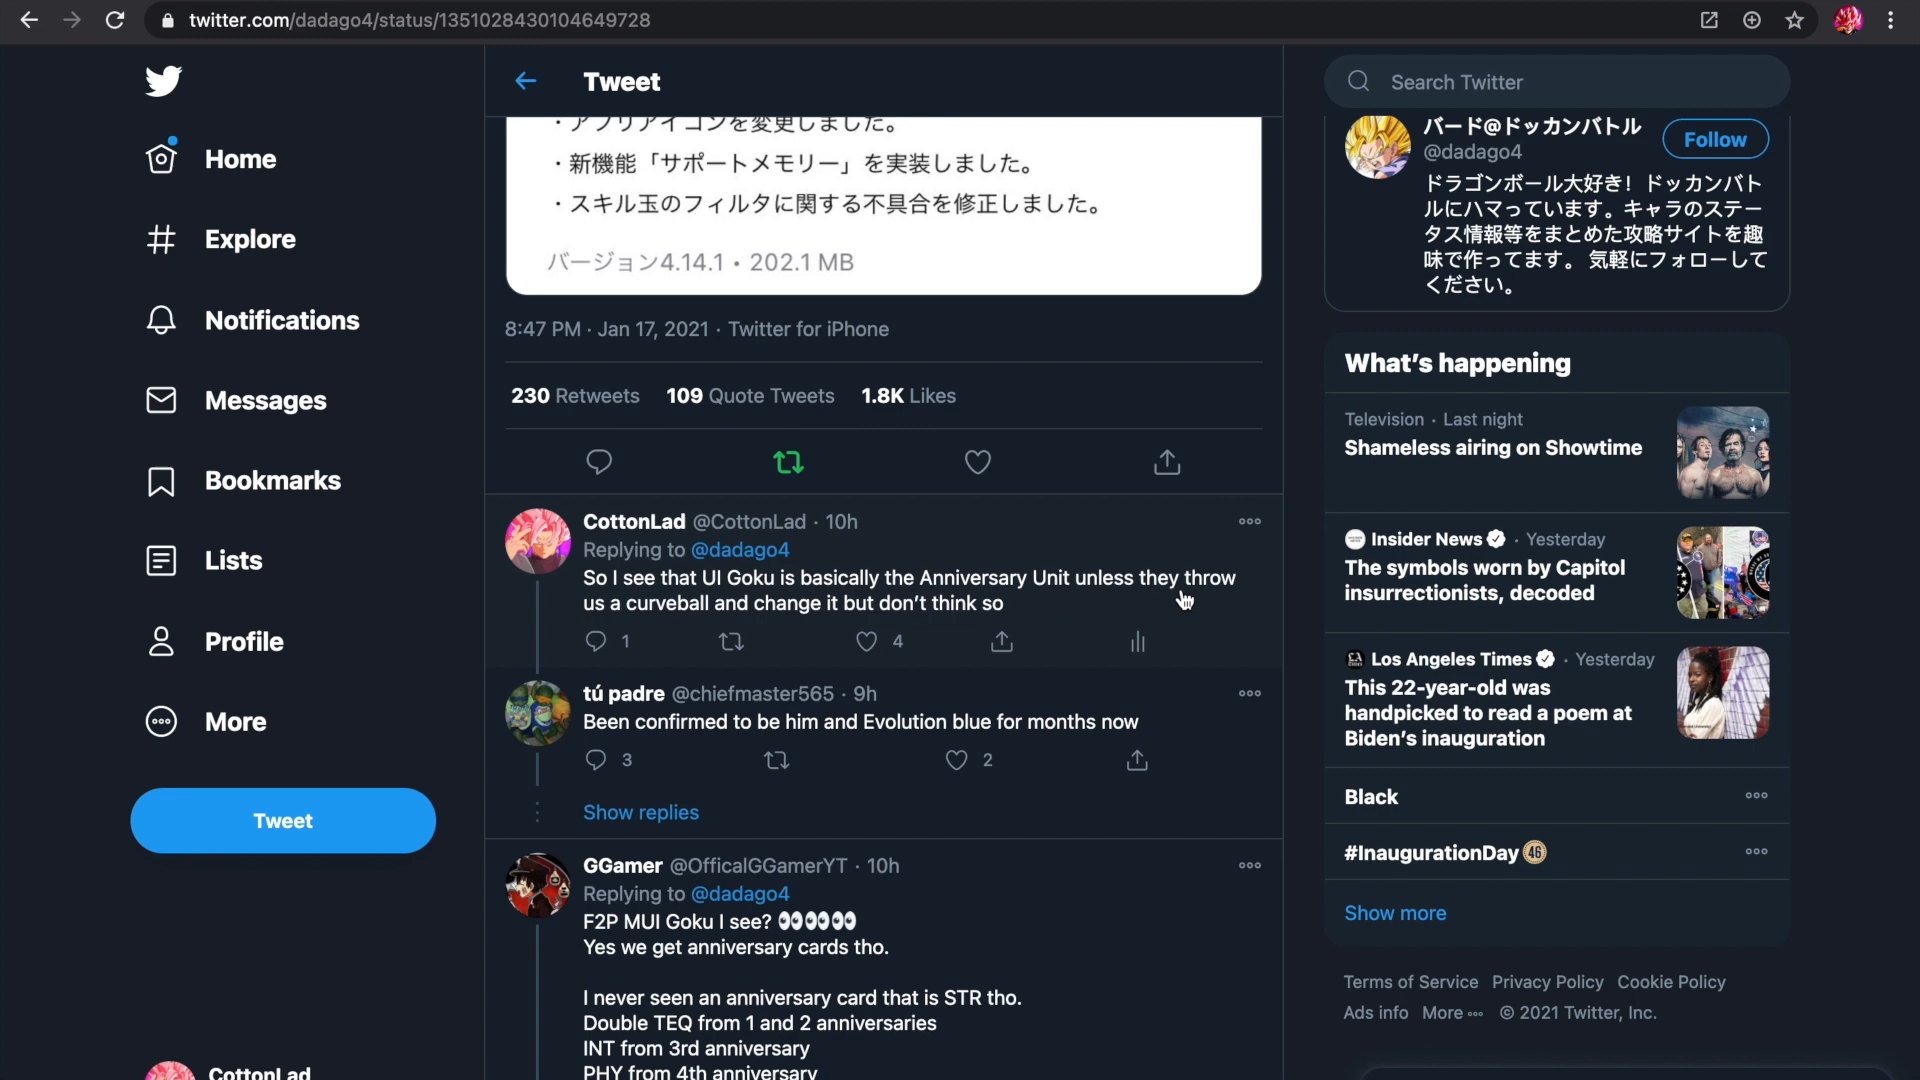 twitter.com/dadago4/status/1351028430104649728
Home
Explore
Notifications
Messages
Bookmarks
Lists
Profile
More
Tweet
CottonLad
Tweet
・アプリアイコンを変更しました。
・新機能「サポートメモリー」を実装しました。
・スキル玉のフィルタに関する不具合を修正しました。
バージョン4.14.1・202.1 MB
8:47 PM · Jan 17, 2021 · Twitter for iPhone
230 Retweets 109 Quote Tweets 1.8K Likes
CottonLad @CottonLad · 10h
Replying to @dadago4
So I see that UI Goku is basically the Anniversary Unit unless they throw
us a curveball and change it but don't think so
1 4
tú padre @chiefmaster565 · 9h
Been confirmed to be him and Evolution blue for months now
3 2
Show replies
GGamer @OfficalGGamerYT · 10h
Replying to @dadago4
F2P MUI Goku I see? 👀👀👀
Yes we get anniversary cards tho.
I never seen an anniversary card that is STR tho.
Double TEQ from 1 and 2 anniversaries
INT from 3rd anniversary
PHY from 4th anniversary
Search Twitter
バード@ドッカンバトル
@dadago4
Follow
ドラゴンボール大好き！ドッカンバト
ルにハマっています。キャラのステー
タス情報等をまとめた攻略サイトを趣
味で作ってます。 気軽にフォローして
ください。
What's happening
Television · Last night
Shameless airing on Showtime
Insider News · Yesterday
The symbols worn by Capitol
insurrectionists, decoded
Los Angeles Times · Yesterday
This 22-year-old was
handpicked to read a poem at
Biden's inauguration
Black
#InaugurationDay 46
Show more
Terms of Service Privacy Policy Cookie Policy
Ads info More © 2021 Twitter, Inc.